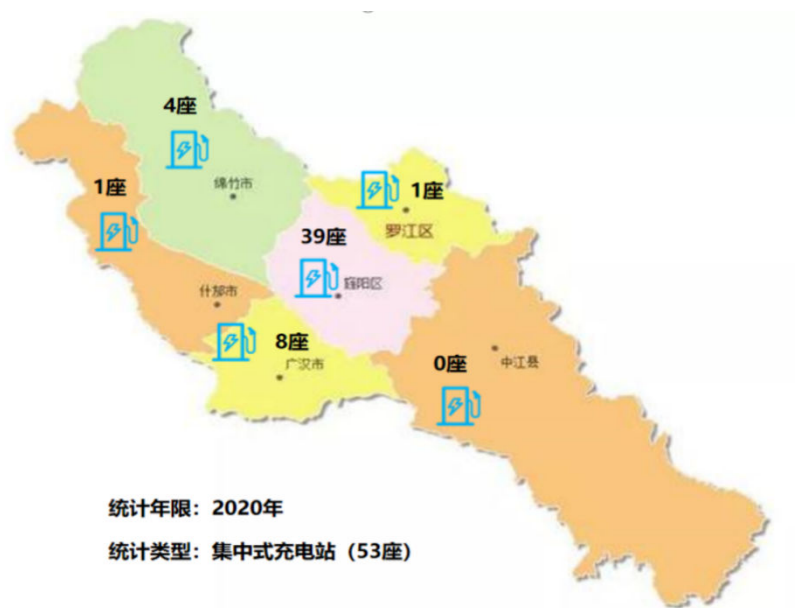 4座
绵竹市
1座
1座
罗江区
39座
旌阳区
什邡市
8座
广汉市
中江县
0座
统计年限：2020年
统计类型：集中式充电站（53座）